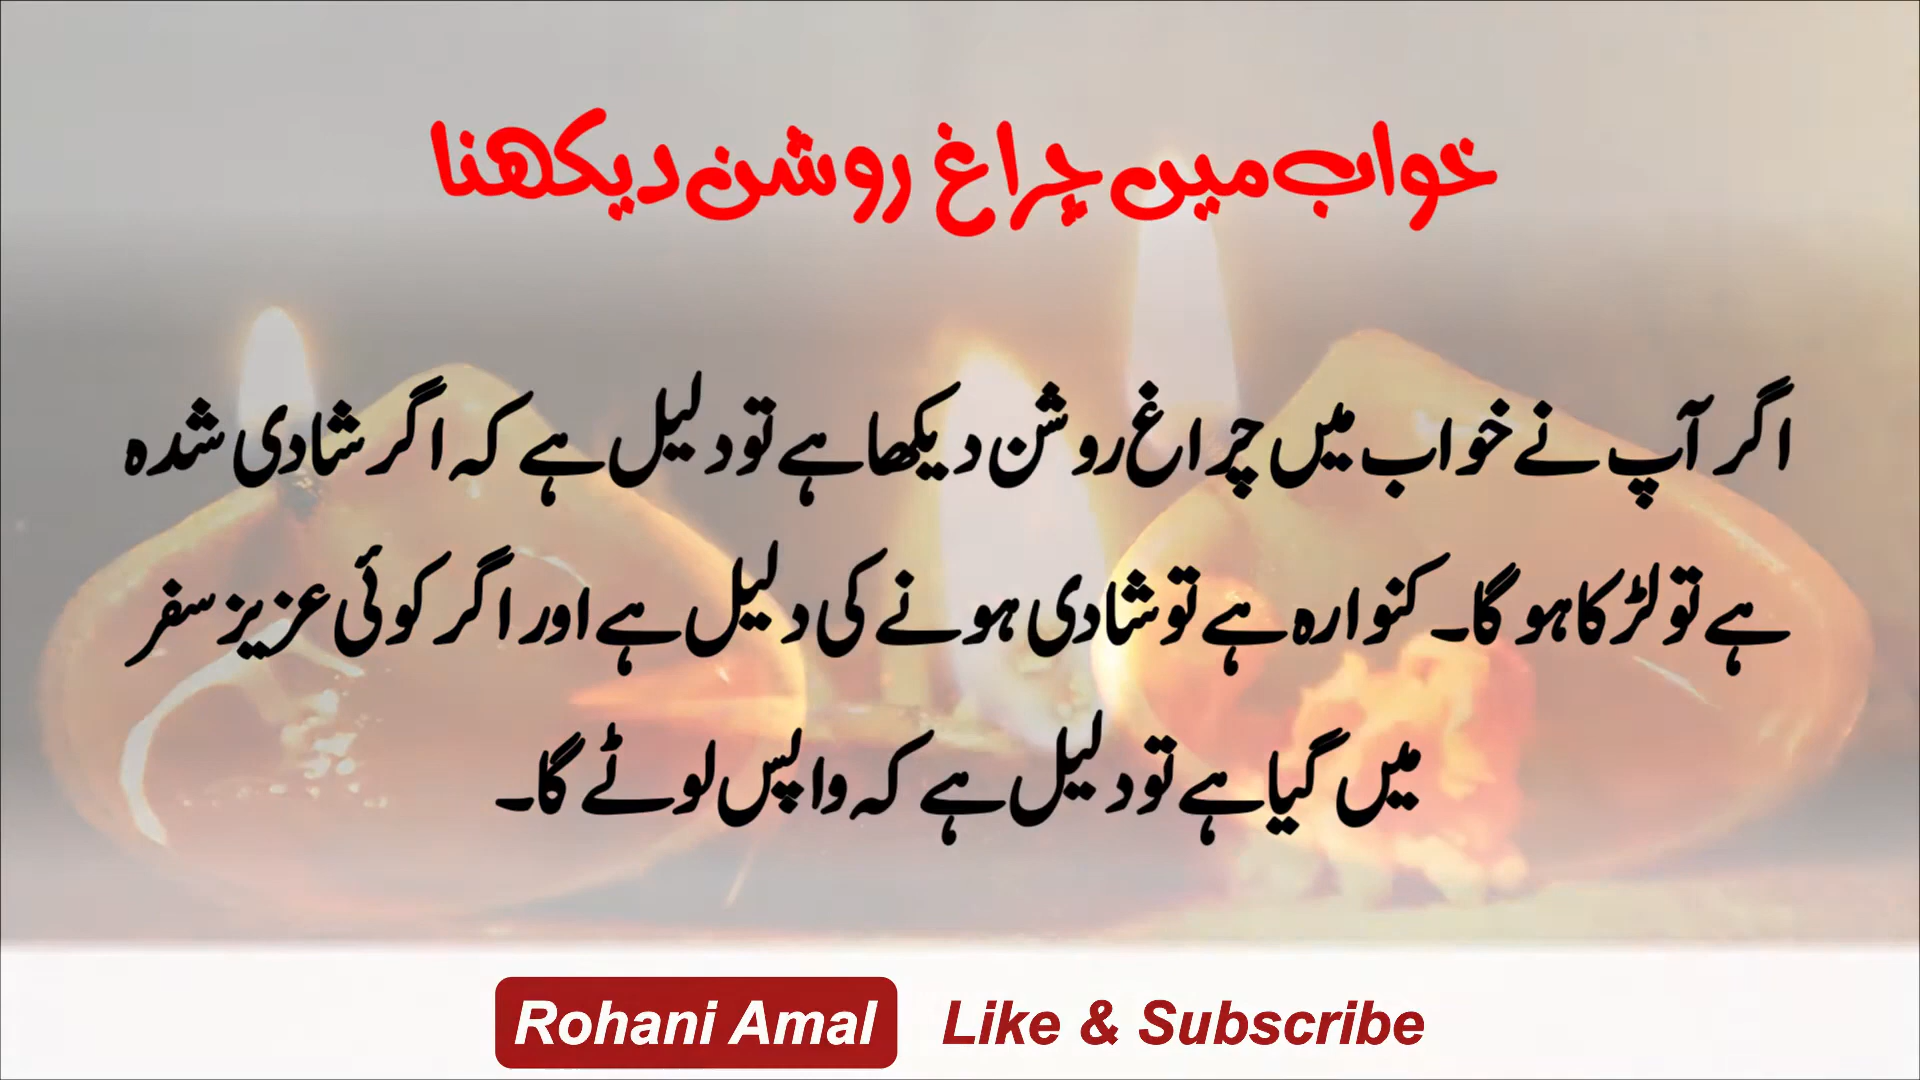 خواب میں چراغ روشن دیکھنا
اگر آپ نے خواب میں چراغ روشن دیکھا ہے تو دلیل ہے کہ اگر شادی شدہ
ہے تو لڑکا ہو گا۔ کنوارہ ہے تو شادی ہونے کی دلیل ہے اور اگر کوئی عزیز سفر
میں گیا ہے تو دلیل ہے کہ واپس لوٹے گا۔
Rohani Amal Like & Subscribe